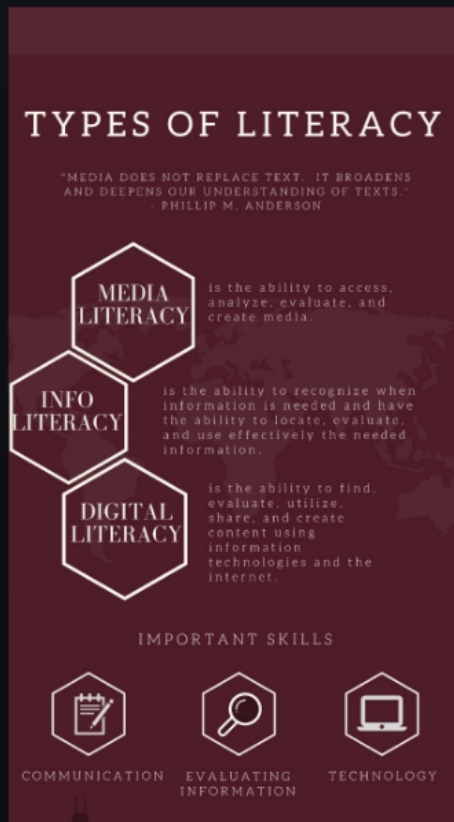 TYPES OF LITERACY
"MEDIA DOES NOT REPLACE TEXT. IT BROADENS
AND DEEPENS OUR UNDERSTANDING OF TEXTS."
- PHILLIP M. ANDERSON
MEDIA
LITERACY
is the ability to access,
analyze, evaluate, and
create media.
INFO
LITERACY
is the ability to recognize when
information is needed and have
the ability to locate, evaluate,
and use effectively the needed
information.
DIGITAL
LITERACY
is the ability to find,
evaluate, utilize,
share, and create
content using
information
technologies and the
internet.
IMPORTANT SKILLS
COMMUNICATION
EVALUATING
INFORMATION
TECHNOLOGY